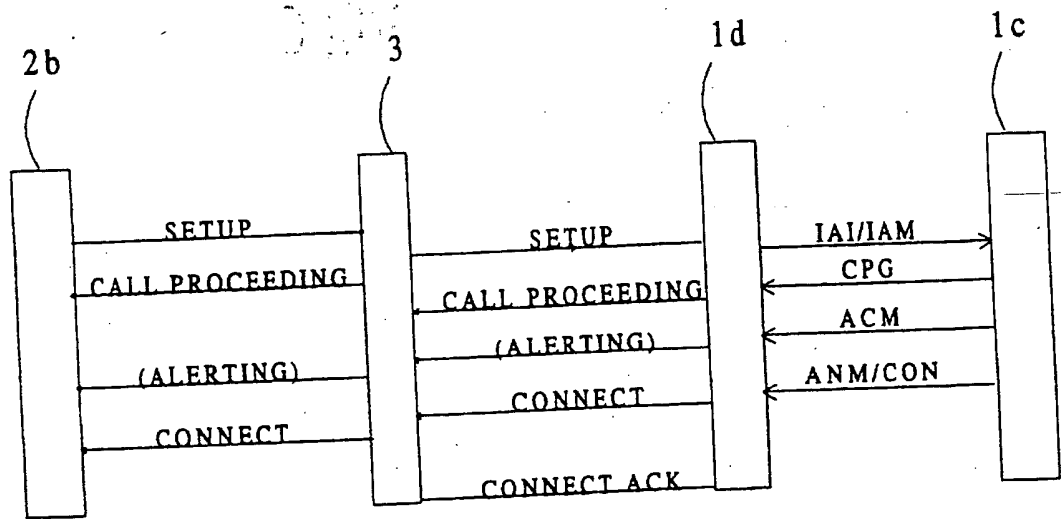 2b
3
1d
1c
SETUP
SETUP
IAI/IAM
CALL PROCEEDING
CALL PROCEEDING
CPG
(ALERTING)
(ALERTING)
ACM
CONNECT
CONNECT
ANM/CON
CONNECT ACK